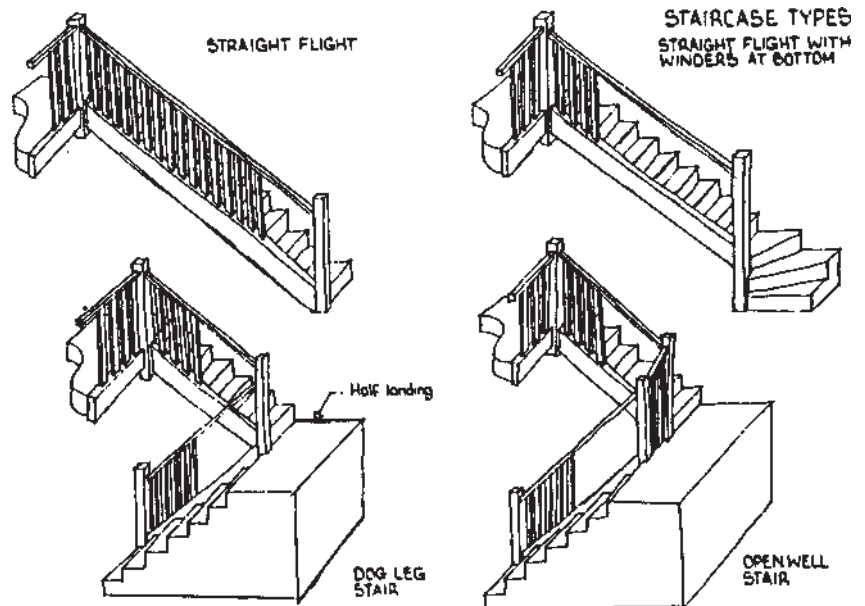 STRAIGHT FLIGHT
STAIRCASE TYPES
STRAIGHT FLIGHT WITH
WINDERS AT BOTTOM
Half landing
DOG LEG
STAIR
OPEN WELL
STAIR